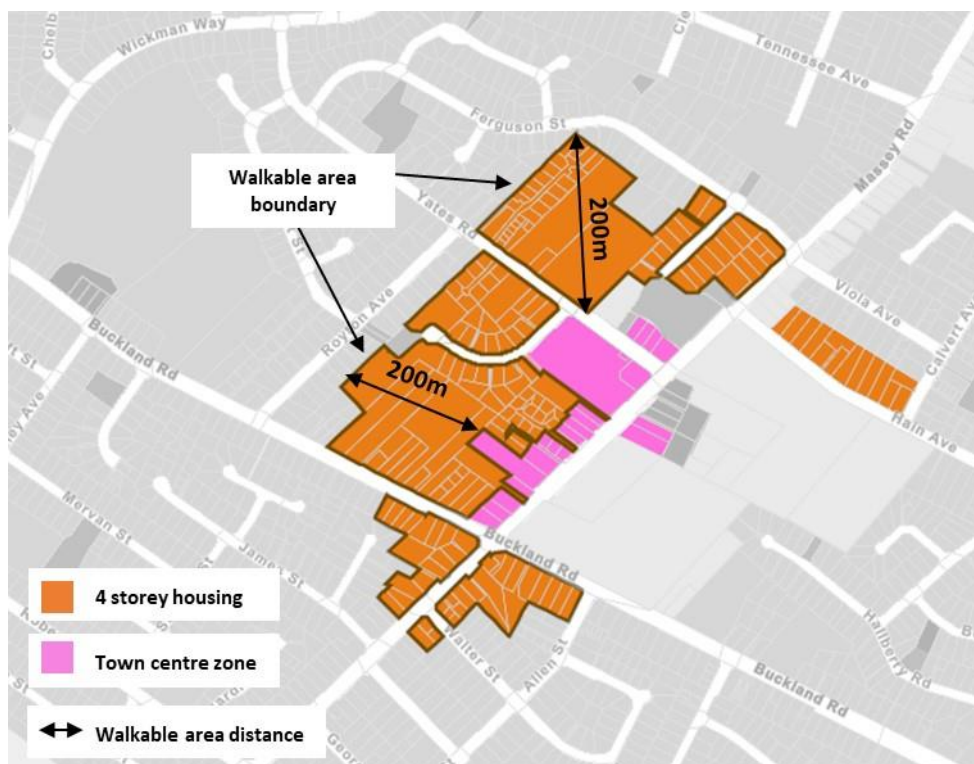 Wickman Way
Tennessee Ave
Ferguson St
Massey Rd
Walkable area
boundary
200m
Yates Rd
Viola Ave
Calvert Ave
Royton Ave
Buckland Rd
200m
Rain Ave
Mervan St
James St
Buckland Rd
4 storey housing
Hallberry Rd
Walter St
Allen St
Town centre zone
Buckland Rd
Walkable area distance